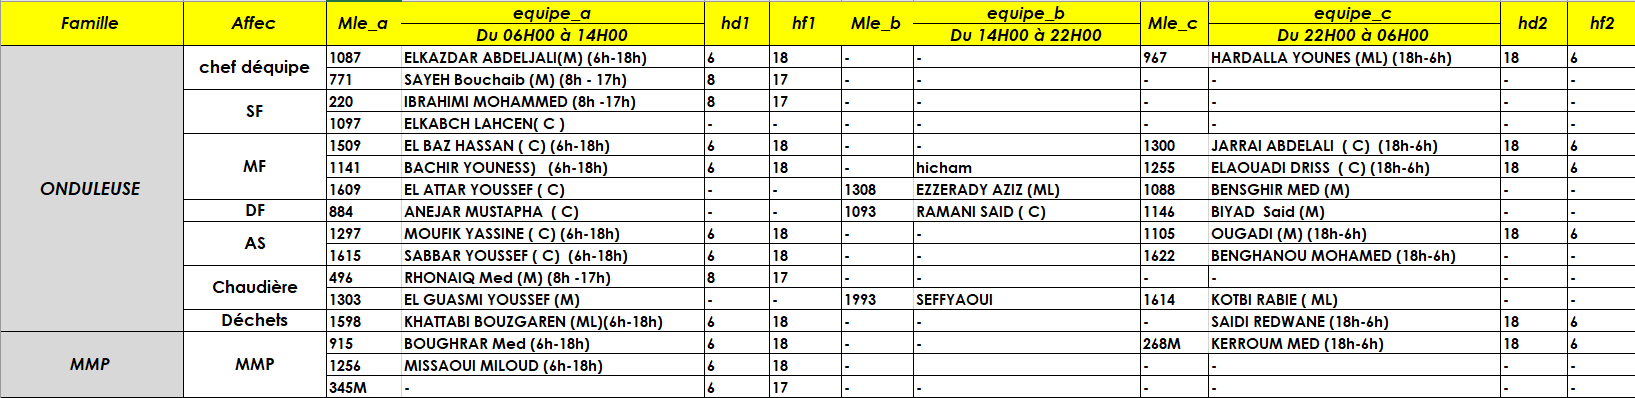 Famille Affec Mle_a equipe_a hd1 hf1 Mle_b equipe_b Mle_c equipe_c hd2 hf2
Du 06H00 à 14H00 Du 14H00 à 22H00 Du 22H00 à 06H00
ONDULEUSE
chef déquipe
1087 ELKAZDAR ABDELJALI(M) (6h-18h) 6 18 - - 967 HARDALLA YOUNES (ML) (18h-6h) 18 6
771 SAYEH Bouchaib (M) (8h - 17h) 8 17 - - - - - -
SF
220 IBRAHIMI MOHAMMED (8h -17h) 8 17 - - - - - -
1097 ELKABCH LAHCEN( C ) - - - - - - - -
MF
1509 EL BAZ HASSAN ( C) (6h-18h) 6 18 - - 1300 JARRAI ABDELALI ( C) (18h-6h) 18 6
1141 BACHIR YOUNESS) (6h-18h) 6 18 - hicham 1255 ELAOUADI DRISS ( C) (18h-6h) 18 6
1609 EL ATTAR YOUSSEF ( C) - - 1308 EZZERADY AZIZ (ML) 1088 BENSGHIR MED (M) - -
DF 884 ANEJAR MUSTAPHA ( C) - - 1093 RAMANI SAID ( C) 1146 BIYAD Said (M) - -
AS
1297 MOUFIK YASSINE ( C) (6h-18h) 6 18 - - 1105 OUGADI (M) (18h-6h) 18 6
1615 SABBAR YOUSSEF ( C) (6h-18h) 6 18 - - 1622 BENGHANOU MOHAMED (18h-6h) - -
Chaudière
496 RHONAIQ Med (M) (8h -17h) 8 17 - - - - - -
1303 EL GUASMI YOUSSEF (M) - - 1993 SEFFYAOUI 1614 KOTBI RABIE ( ML) - -
Déchets 1598 KHATTABI BOUZGAREN (ML)(6h-18h) 6 18 - - - SAIDI REDWANE (18h-6h) 18 6
MMP
MMP
915 BOUGHRAR Med (6h-18h) 6 18 - - 268M KERROUM MED (18h-6h) 18 6
1256 MISSAOUI MILOUD (6h-18h) 6 18 - - - - -
345M - 6 17 - - - - - -